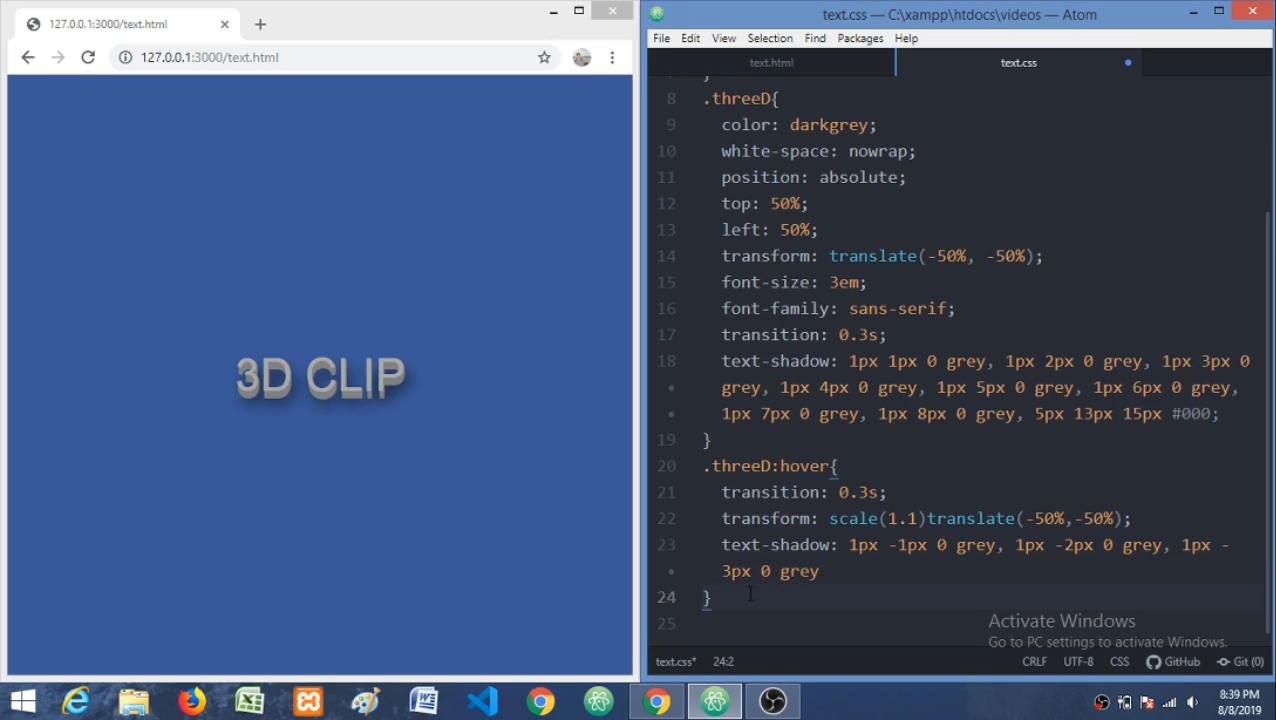 127.0.0.1:3000/text.html
127.0.0.1:3000/text.html
3D CLIP
text.css — C:\xampp\htdocs\videos — Atom
File Edit View Selection Find Packages Help
text.html text.css
8 .threeD{
9 color: darkgrey;
10 white-space: nowrap;
11 position: absolute;
12 top: 50%;
13 left: 50%;
14 transform: translate(-50%, -50%);
15 font-size: 3em;
16 font-family: sans-serif;
17 transition: 0.3s;
18 text-shadow: 1px 1px 0 grey, 1px 2px 0 grey, 1px 3px 0
• grey, 1px 4px 0 grey, 1px 5px 0 grey, 1px 6px 0 grey,
• 1px 7px 0 grey, 1px 8px 0 grey, 5px 13px 15px #000;
19 }
20 .threeD:hover{
21 transition: 0.3s;
22 transform: scale(1.1)translate(-50%,-50%);
23 text-shadow: 1px -1px 0 grey, 1px -2px 0 grey, 1px -
• 3px 0 grey
24 }
25
Activate Windows
Go to PC settings to activate Windows.
text.css* 24:2 CRLF UTF-8 CSS GitHub Git (0)
8:39 PM
8/8/2019